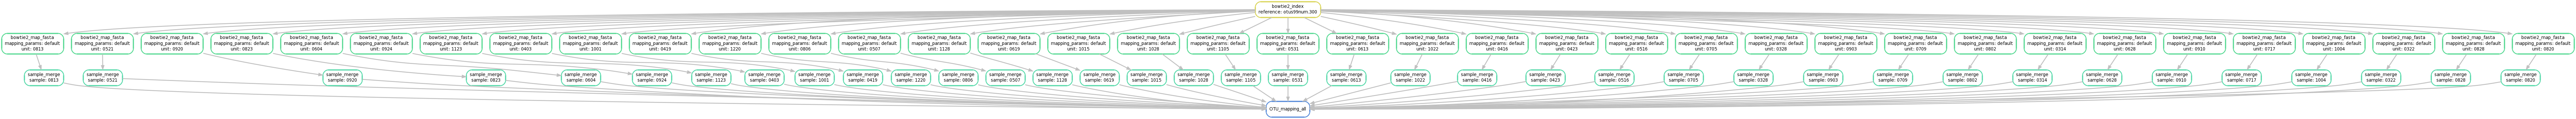 bowtie2_index
reference: otus99num.300
bowtie2_map_fasta
mapping_params: default
unit: 0813
bowtie2_map_fasta
mapping_params: default
unit: 0521
bowtie2_map_fasta
mapping_params: default
unit: 0920
bowtie2_map_fasta
mapping_params: default
unit: 0823
bowtie2_map_fasta
mapping_params: default
unit: 0604
bowtie2_map_fasta
mapping_params: default
unit: 0924
bowtie2_map_fasta
mapping_params: default
unit: 1123
bowtie2_map_fasta
mapping_params: default
unit: 0403
bowtie2_map_fasta
mapping_params: default
unit: 1001
bowtie2_map_fasta
mapping_params: default
unit: 0419
bowtie2_map_fasta
mapping_params: default
unit: 1220
bowtie2_map_fasta
mapping_params: default
unit: 0806
bowtie2_map_fasta
mapping_params: default
unit: 0507
bowtie2_map_fasta
mapping_params: default
unit: 1128
bowtie2_map_fasta
mapping_params: default
unit: 0619
bowtie2_map_fasta
mapping_params: default
unit: 1015
bowtie2_map_fasta
mapping_params: default
unit: 1028
bowtie2_map_fasta
mapping_params: default
unit: 1105
bowtie2_map_fasta
mapping_params: default
unit: 0531
bowtie2_map_fasta
mapping_params: default
unit: 0613
bowtie2_map_fasta
mapping_params: default
unit: 1022
bowtie2_map_fasta
mapping_params: default
unit: 0416
bowtie2_map_fasta
mapping_params: default
unit: 0423
bowtie2_map_fasta
mapping_params: default
unit: 0516
bowtie2_map_fasta
mapping_params: default
unit: 0705
bowtie2_map_fasta
mapping_params: default
unit: 0328
bowtie2_map_fasta
mapping_params: default
unit: 0903
bowtie2_map_fasta
mapping_params: default
unit: 0709
bowtie2_map_fasta
mapping_params: default
unit: 0802
bowtie2_map_fasta
mapping_params: default
unit: 0314
bowtie2_map_fasta
mapping_params: default
unit: 0628
bowtie2_map_fasta
mapping_params: default
unit: 0910
bowtie2_map_fasta
mapping_params: default
unit: 0717
bowtie2_map_fasta
mapping_params: default
unit: 1004
bowtie2_map_fasta
mapping_params: default
unit: 0322
bowtie2_map_fasta
mapping_params: default
unit: 0828
bowtie2_map_fasta
mapping_params: default
unit: 0820
sample_merge
sample: 0813
sample_merge
sample: 0521
sample_merge
sample: 0920
sample_merge
sample: 0823
sample_merge
sample: 0604
sample_merge
sample: 0924
sample_merge
sample: 1123
sample_merge
sample: 0403
sample_merge
sample: 1001
sample_merge
sample: 0419
sample_merge
sample: 1220
sample_merge
sample: 0806
sample_merge
sample: 0507
sample_merge
sample: 1128
sample_merge
sample: 0619
sample_merge
sample: 1015
sample_merge
sample: 1028
sample_merge
sample: 1105
sample_merge
sample: 0531
sample_merge
sample: 0613
sample_merge
sample: 1022
sample_merge
sample: 0416
sample_merge
sample: 0423
sample_merge
sample: 0516
sample_merge
sample: 0705
sample_merge
sample: 0328
sample_merge
sample: 0903
sample_merge
sample: 0709
sample_merge
sample: 0802
sample_merge
sample: 0314
sample_merge
sample: 0628
sample_merge
sample: 0910
sample_merge
sample: 0717
sample_merge
sample: 1004
sample_merge
sample: 0322
sample_merge
sample: 0828
sample_merge
sample: 0820
OTU_mapping_all